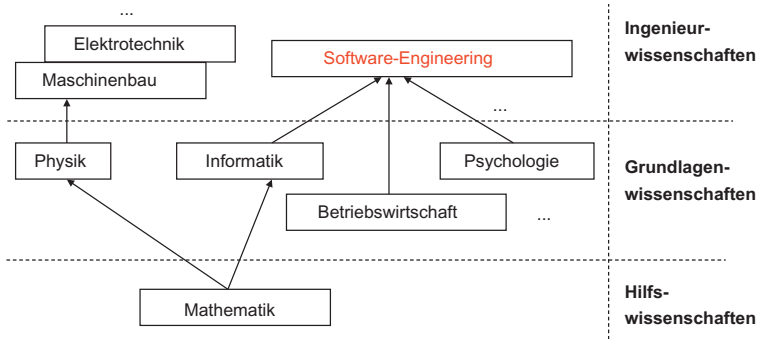 ...
Elektrotechnik
Maschinenbau
Software-Engineering
...
Ingenieur-
wissenschaften
Physik
Informatik
Psychologie
Betriebswirtschaft
...
Grundlagen-
wissenschaften
Mathematik
Hilfs-
wissenschaften